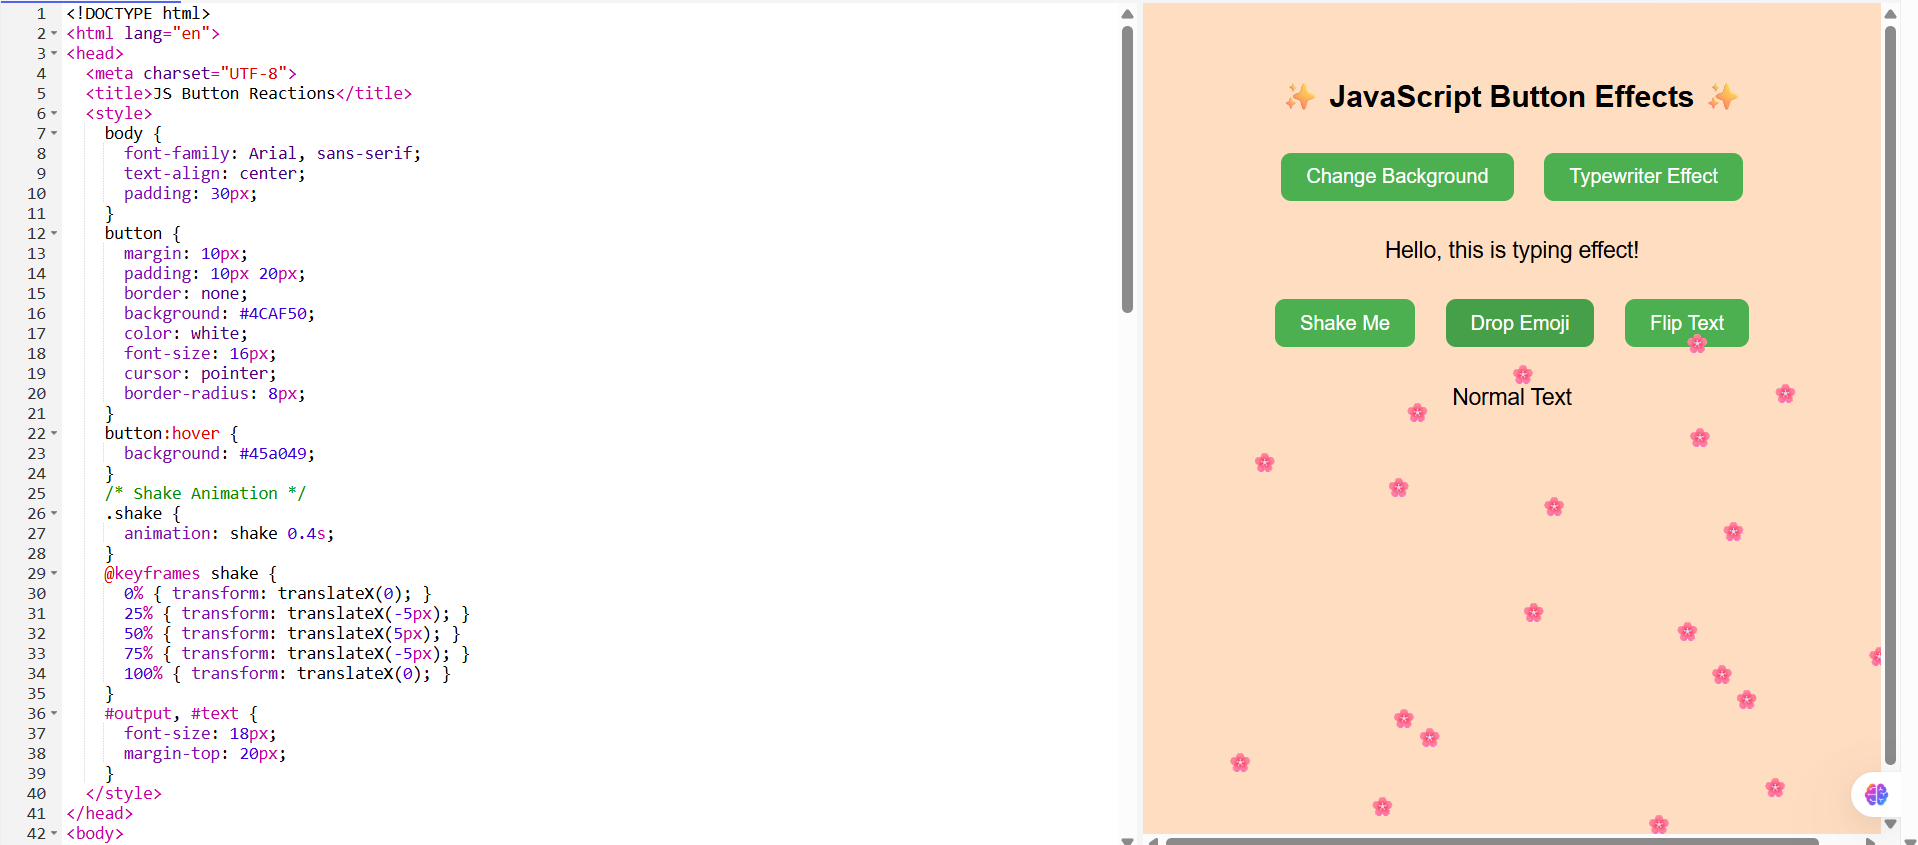 1 <!DOCTYPE html>
2 <html lang="en">
3 <head>
4 <meta charset="UTF-8">
5 <title>JS Button Reactions</title>
6 <style>
7 body {
8 font-family: Arial, sans-serif;
9 text-align: center;
10 padding: 30px;
11 }
12 button {
13 margin: 10px;
14 padding: 10px 20px;
15 border: none;
16 background: #4CAF50;
17 color: white;
18 font-size: 16px;
19 cursor: pointer;
20 border-radius: 8px;
21 }
22 button:hover {
23 background: #45a049;
24 }
25 /* Shake Animation */
26 .shake {
27 animation: shake 0.4s;
28 }
29 @keyframes shake {
30 0% { transform: translateX(0); }
31 25% { transform: translateX(-5px); }
32 50% { transform: translateX(5px); }
33 75% { transform: translateX(-5px); }
34 100% { transform: translateX(0); }
35 }
36 #output, #text {
37 font-size: 18px;
38 margin-top: 20px;
39 }
40 </style>
41 </head>
42 <body>
✨ JavaScript Button Effects ✨
Change Background Typewriter Effect
Hello, this is typing effect!
Shake Me Drop Emoji Flip Text
Normal Text